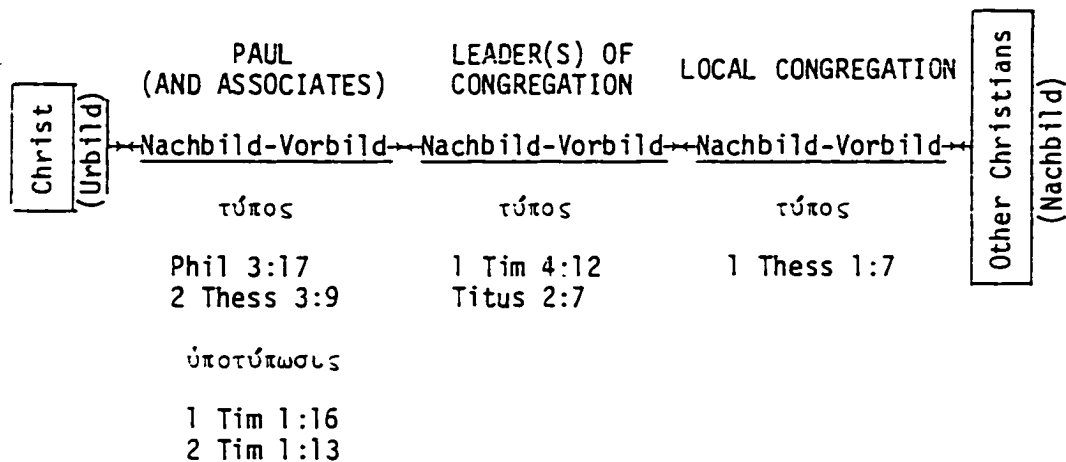 Christ
(Urbild)
PAUL
(AND ASSOCIATES)
Nachbild-Vorbild
τύπος
Phil 3:17
2 Thess 3:9
ὑποτύπωσις
1 Tim 1:16
2 Tim 1:13
LEADER(S) OF
CONGREGATION
Nachbild-Vorbild
τύπος
1 Tim 4:12
Titus 2:7
LOCAL CONGREGATION
Nachbild-Vorbild
τύπος
1 Thess 1:7
Other Christians
(Nachbild)